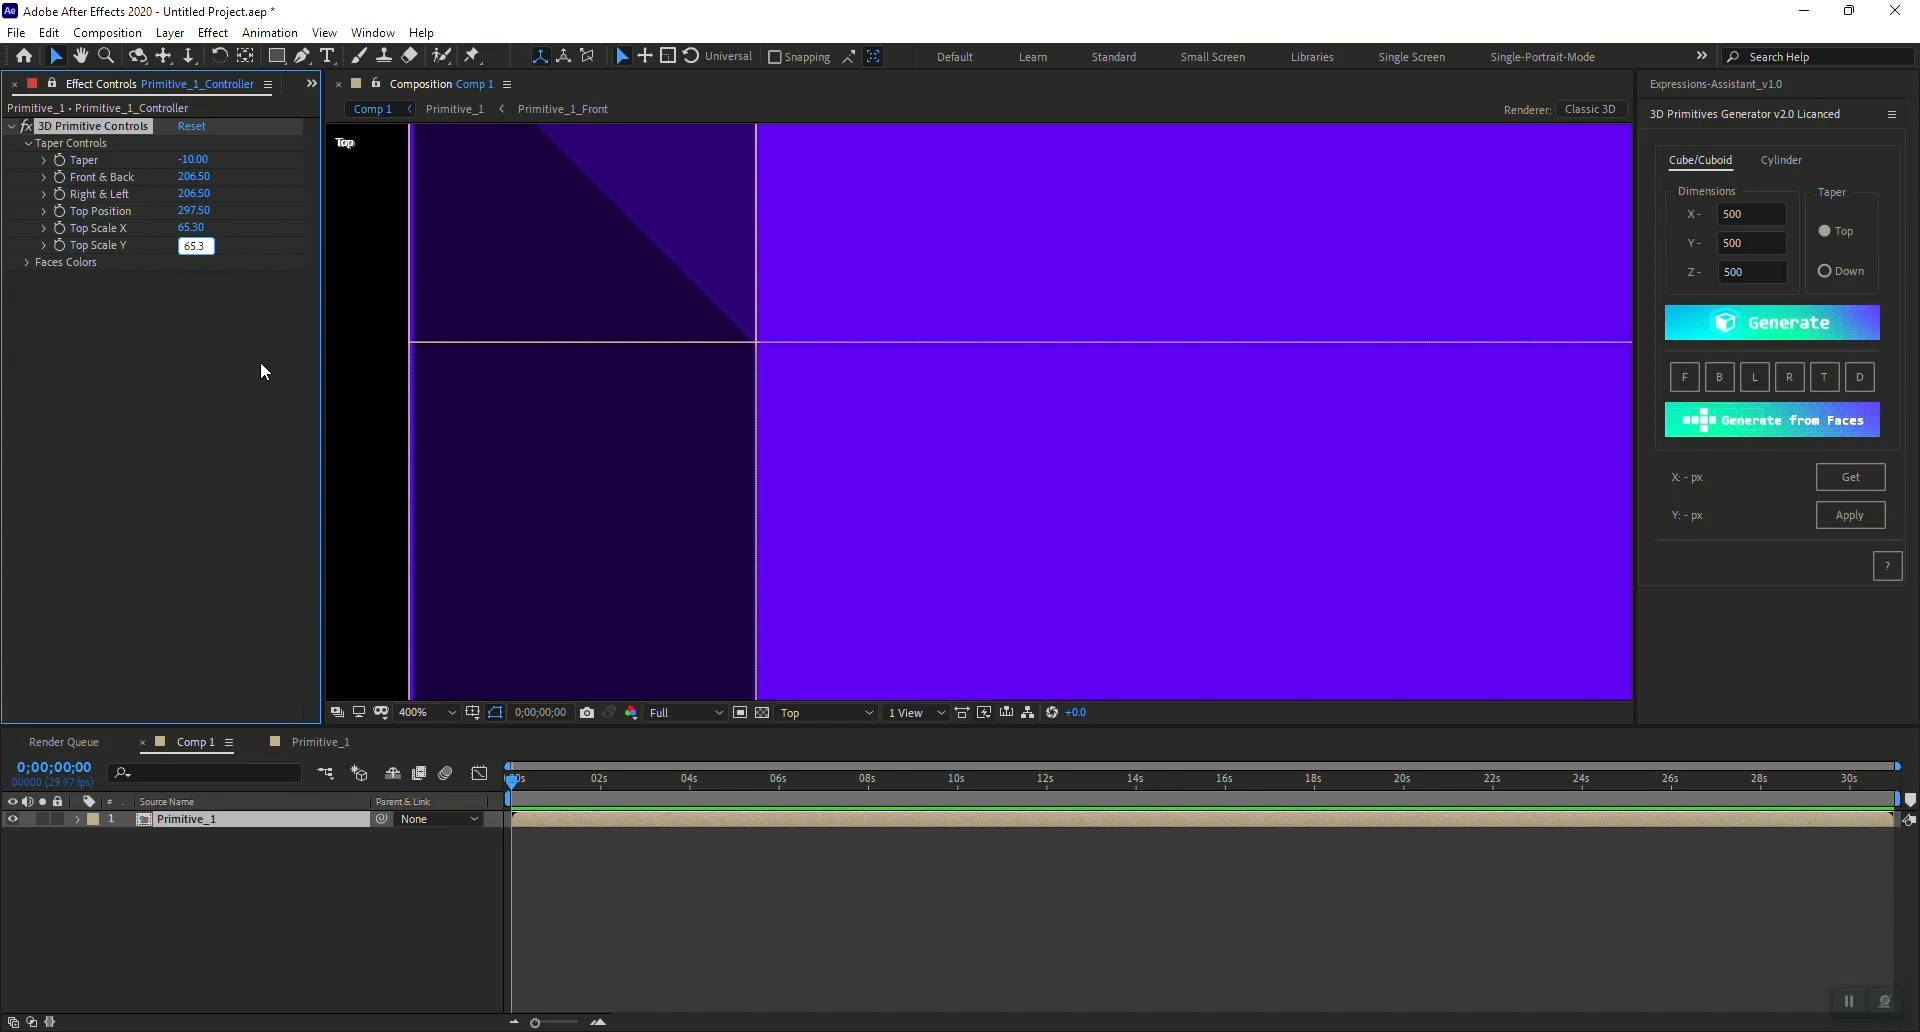 Ae Adobe After Effects 2020 - Untitled Project.aep *
File Edit Composition Layer Effect Animation View Window Help
Universal Snapping Default Learn Standard Small Screen Libraries Single Screen Single-Portrait-Mode Search Help
Effect Controls Primitive_1_Controller
Primitive_1 • Primitive_1_Controller
fx 3D Primitive Controls Reset
Taper Controls
Taper -10.00
Front & Back 206.50
Right & Left 206.50
Top Position 297.50
Top Scale X 65.30
Top Scale Y 65.3
Faces Colors
Composition Comp 1
Comp 1 Primitive_1 Primitive_1_Front
Renderer: Classic 3D
Top
400% 0;00;00;00 Full Top 1 View +0.0
Expressions-Assistant_v1.0
3D Primitives Generator v2.0 Licanced
Cube/Cuboid Cylinder
Dimensions Taper
X - 500
Y - 500
Z - 500
Top
Down
Generate
F B L R T D
Generate from Faces
X: - px Get
Y: - px Apply
?
Render Queue Comp 1 Primitive_1
0;00;00;00
00000 (29.97 fps)
:00s 02s 04s 06s 08s 10s 12s 14s 16s 18s 20s 22s 24s 26s 28s 30s
# Source Name Parent & Link
1 Primitive_1 None